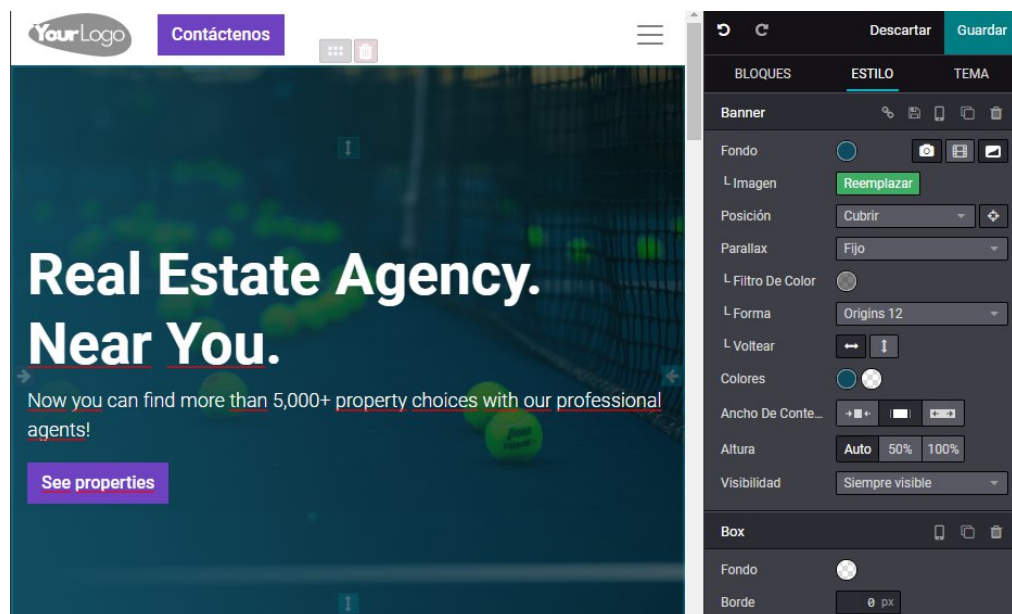 YourLogo
Contáctenos
Real Estate Agency.
Near You.
Now you can find more than 5,000+ property choices with our professional
agents!
See properties
Descartar
Guardar
BLOQUES
ESTILO
TEMA
Banner
Fondo
└ Imagen
Reemplazar
Posición
Cubrir
Parallax
Fijo
└ Filtro De Color
└ Forma
Origins 12
└ Voltear
Colores
Ancho De Conte...
Altura
Auto
50%
100%
Visibilidad
Siempre visible
Box
Fondo
Borde
0 px